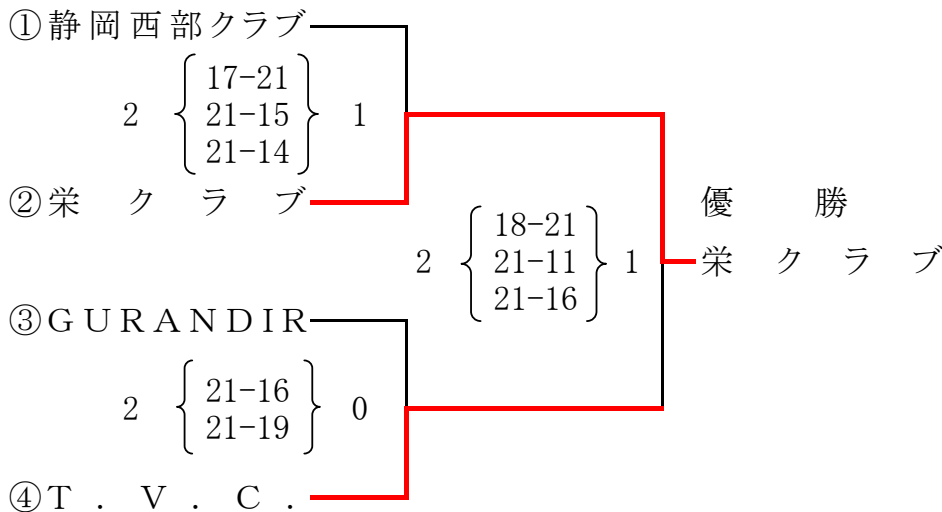 ①静岡西部クラブ
2 17-21 1
21-15
21-14
②栄クラブ
優勝
2 18-21 1
21-11
21-16
栄クラブ
③GURANDIR
2 21-16 0
21-19
④T.V.C.